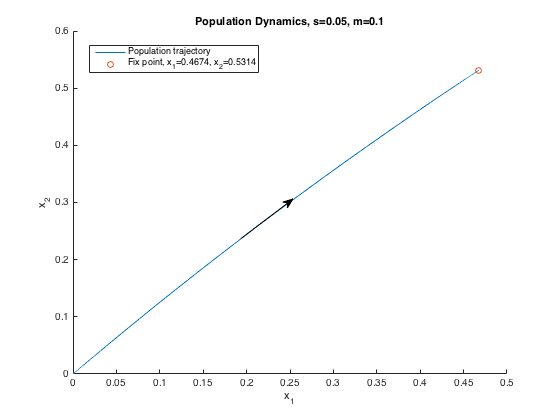 Population Dynamics, s=0.05, m=0.1
Population trajectory
Fix point, x₁=0.4674, x₂=0.5314
0.6
0.5
0.4
0.3
0.2
0.1
0
x₂
0 0.05 0.1 0.15 0.2 0.25 0.3 0.35 0.4 0.45 0.5
x₁